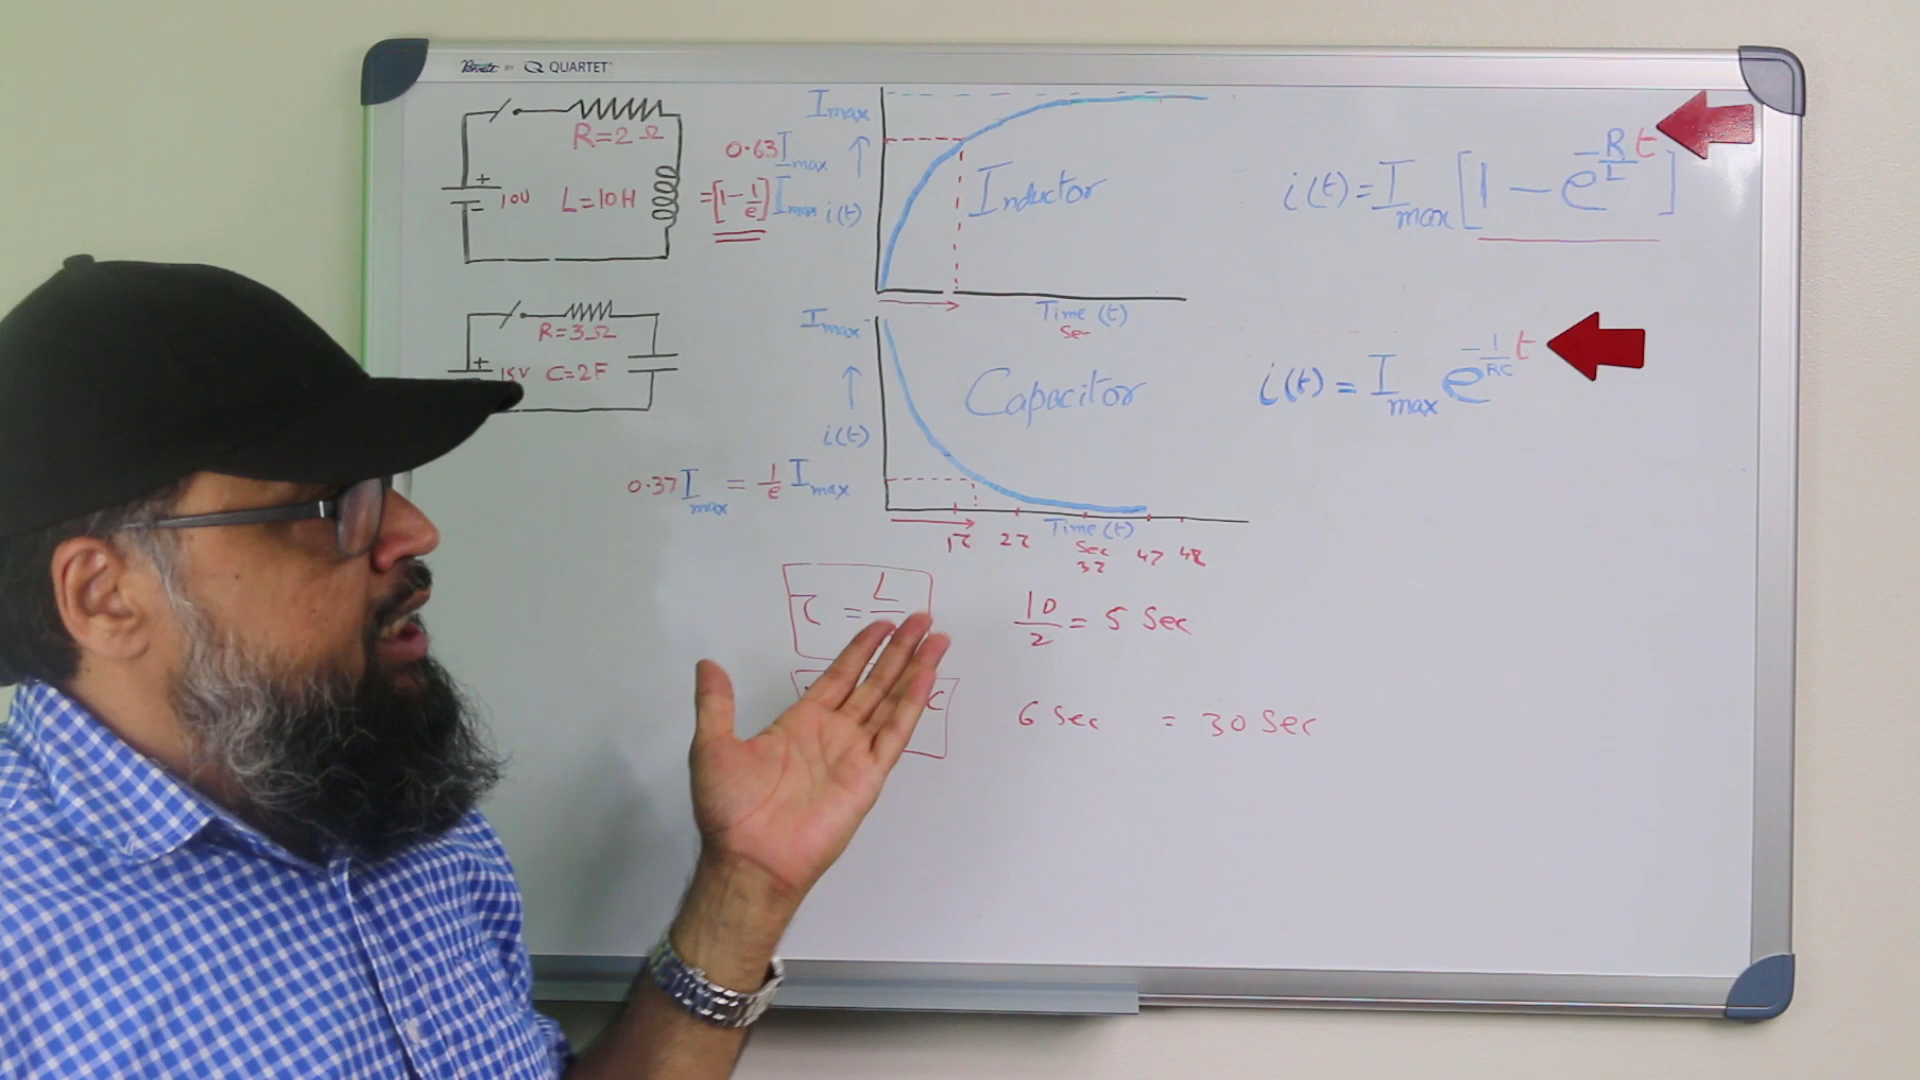 BY QUARTET
R=2 Ω
10V
L=10H
0.63 Imax
=[1-1/e] Imax
Imax
i(t)
Inductor
Time (t)
Sec
i(t)=Imax[1-e^-R/L t]
R=3Ω
15V
C=2F
Imax
i(t)
Capacitor
0.37 Imax = 1/e Imax
Time (t)
Sec
1τ 2τ 3τ 4τ
i(t)=Imax e^-1/RC t
τ = L
10/2 = 5 Sec
C
6 Sec = 30 Sec